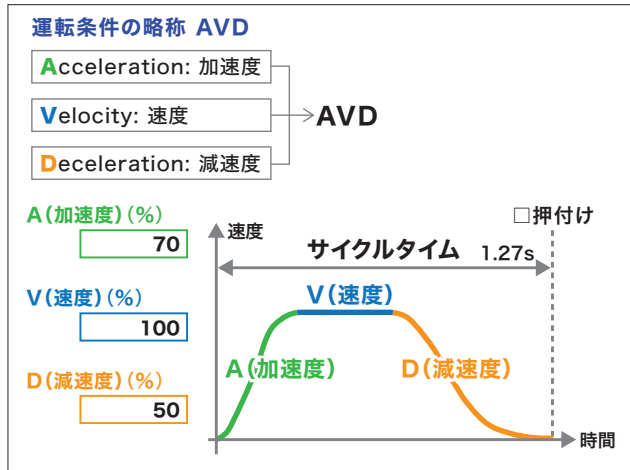 運転条件の略称 AVD
Acceleration: 加速度
Velocity: 速度
Deceleration: 減速度
AVD
A(加速度)(%)
70
V(速度)(%)
100
D(減速度)(%)
50
速度
□押付け
サイクルタイム 1.27s
V(速度)
A(加速度)
D(減速度)
時間